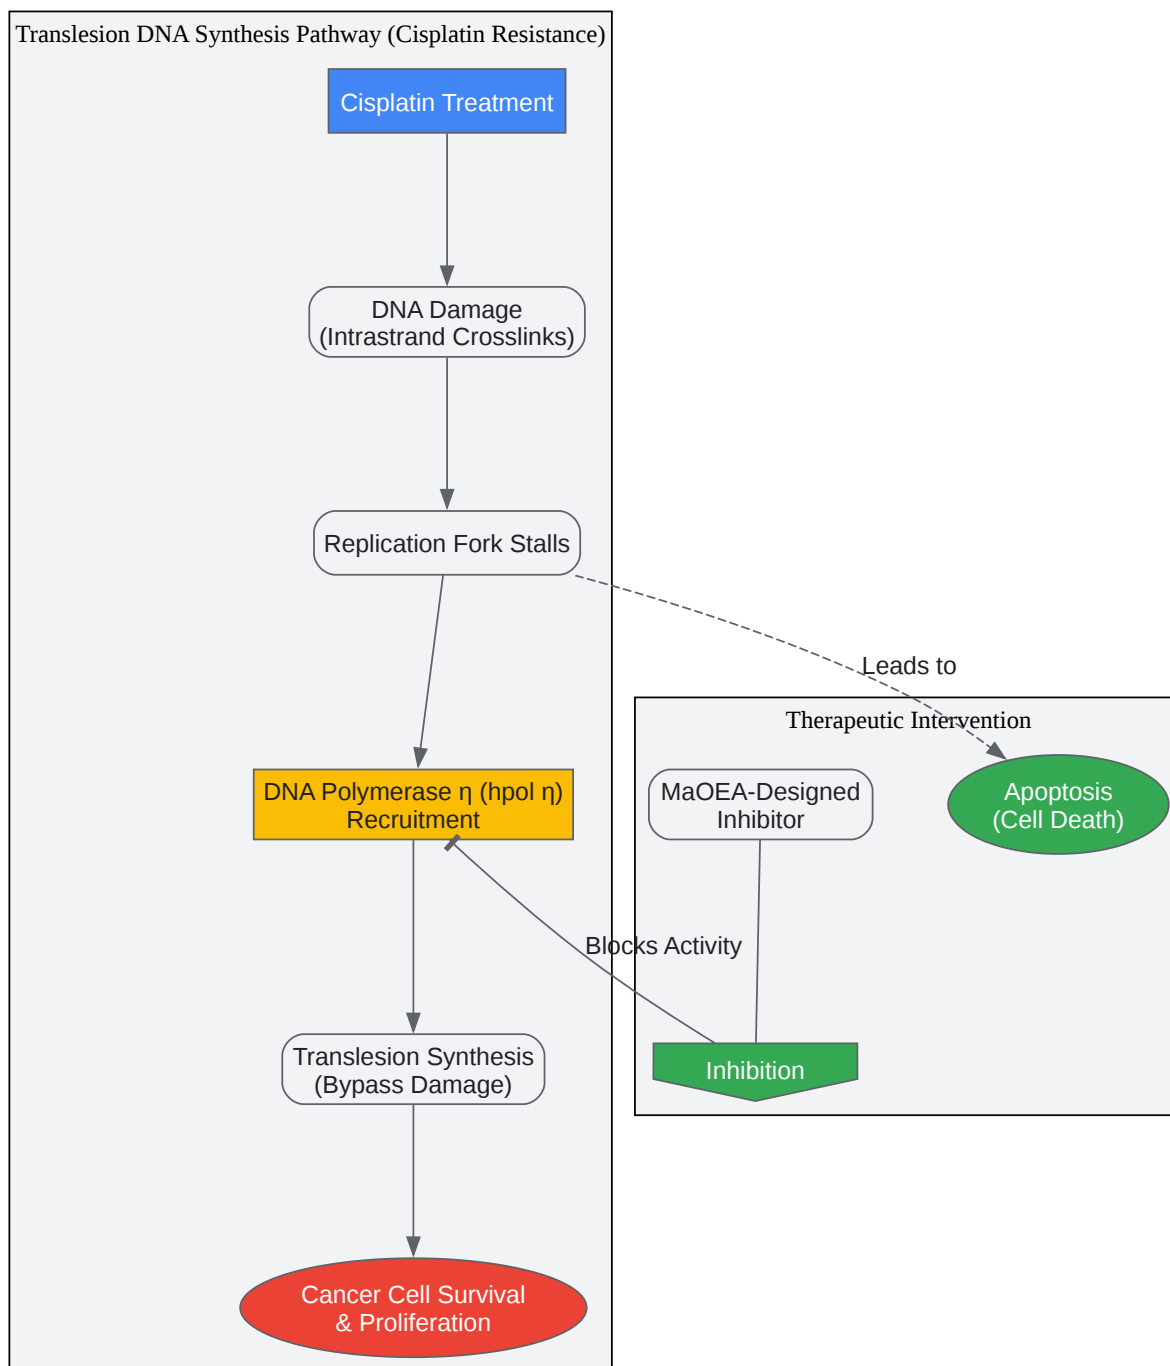 Translesion DNA Synthesis Pathway (Cisplatin Resistance)
Cisplatin Treatment
DNA Damage
(Intrastrand Crosslinks)
Replication Fork Stalls
Leads to
Therapeutic Intervention
DNA Polymerase η (hpol η)
Recruitment
MaOEA-Designed
Inhibitor
Apoptosis
(Cell Death)
Blocks Activity
Translesion Synthesis
(Bypass Damage)
Inhibition
Cancer Cell Survival
& Proliferation